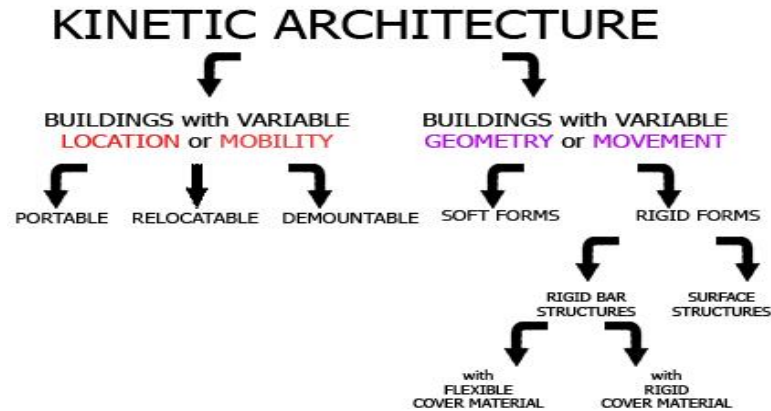 KINETIC ARCHITECTURE
BUILDINGS with VARIABLE
LOCATION or MOBILITY
BUILDINGS with VARIABLE
GEOMETRY or MOVEMENT
PORTABLE
RELOCATABLE
DEMOUNTABLE
SOFT FORMS
RIGID FORMS
RIGID BAR
STRUCTURES
SURFACE
STRUCTURES
with
FLEXIBLE
COVER MATERIAL
with
RIGID
COVER MATERIAL